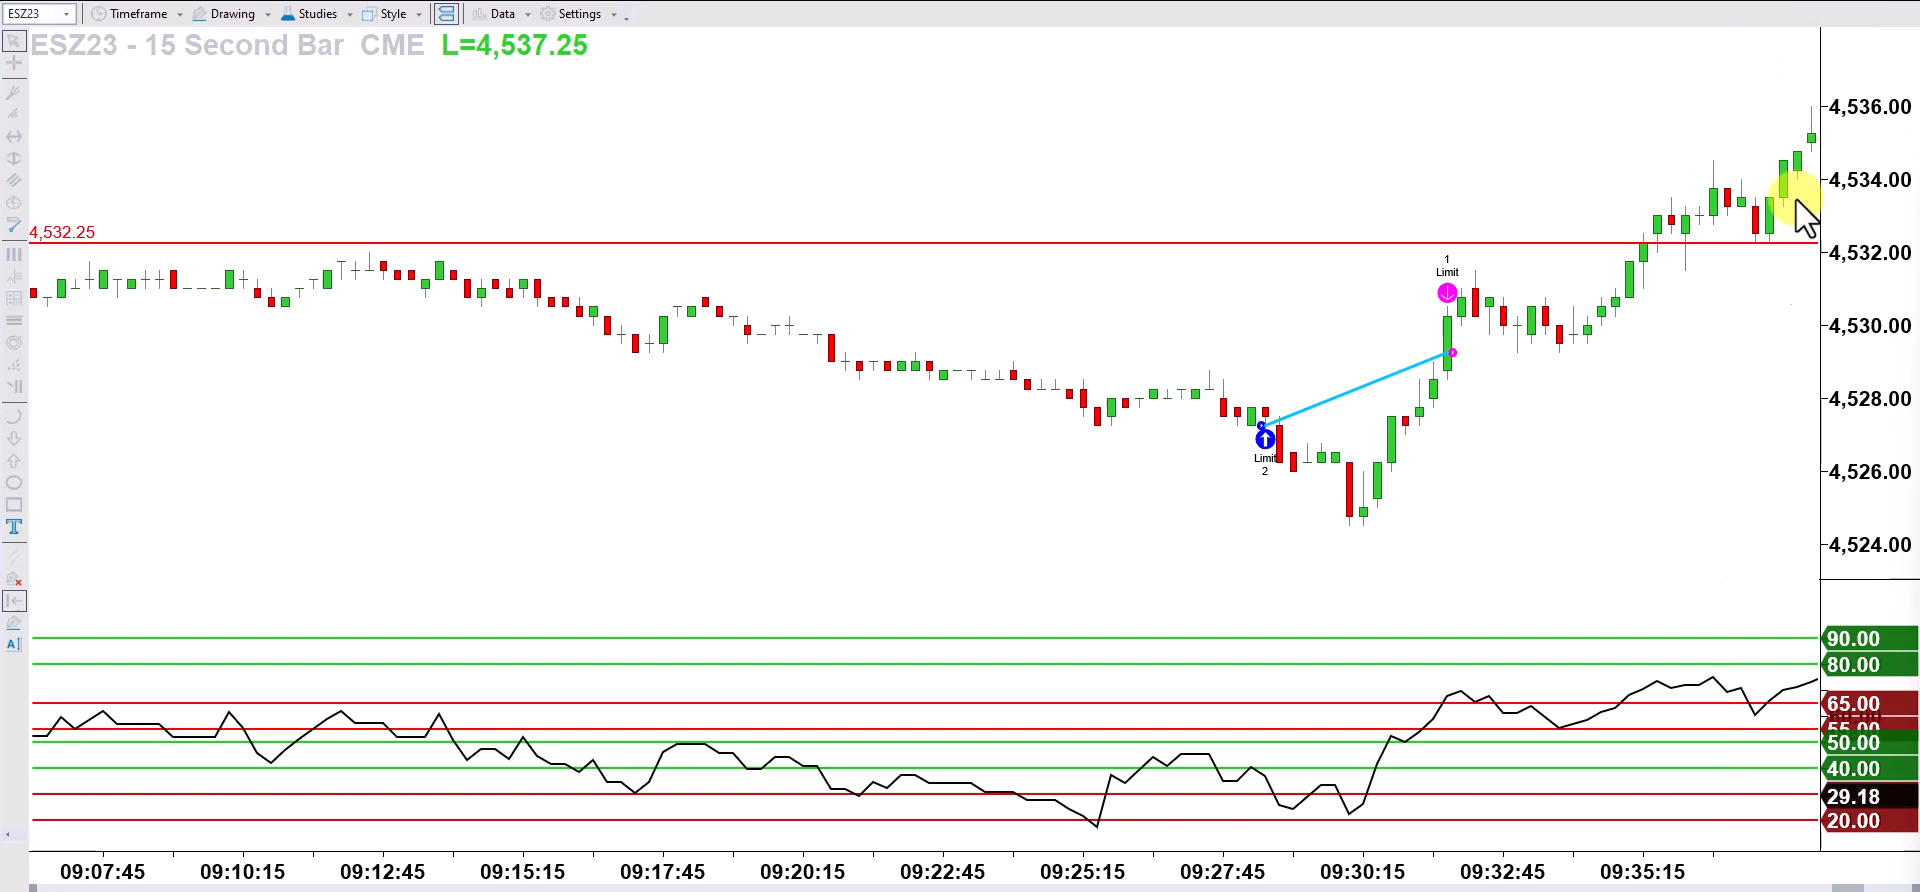 ESZ23 Timeframe Drawing Studies Style Data Settings
ESZ23 - 15 Second Bar CME L=4,537.25
4,536.00
4,534.00
4,532.25
4,532.00
1
Limit
4,530.00
4,528.00
Limit
2
4,526.00
4,524.00
90.00
80.00
65.00
55.00
50.00
40.00
29.18
20.00
T
A
09:07:45 09:10:15 09:12:45 09:15:15 09:17:45 09:20:15 09:22:45 09:25:15 09:27:45 09:30:15 09:32:45 09:35:15